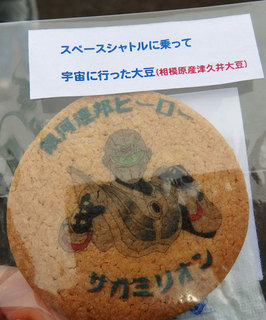 スペースシャトルに乗って
宇宙に行った大豆(相模原産津久井大豆)
銀河連邦ヒーロー
サガミリオン